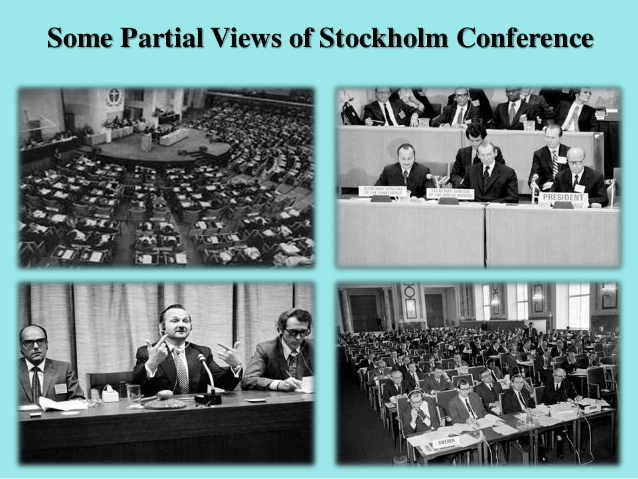 Some Partial Views of Stockholm Conference
SECRETARY GENERAL
OF THE CONFERENCE
SECRETARY GENERAL
OF THE UNITED NATIONS
PRESIDENT
SWEDEN